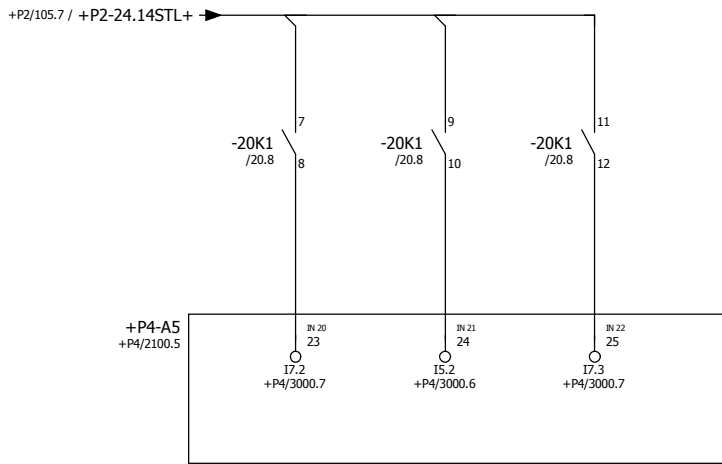 +P2/105.7 / +P2-24.14STL+
7
9
11
-20K1
-20K1
-20K1
/20.8
/20.8
/20.8
8
10
12
+P4-A5
+P4/2100.5
IN 20
IN 21
IN 22
23
24
25
I7.2
I5.2
I7.3
+P4/3000.7
+P4/3000.6
+P4/3000.7